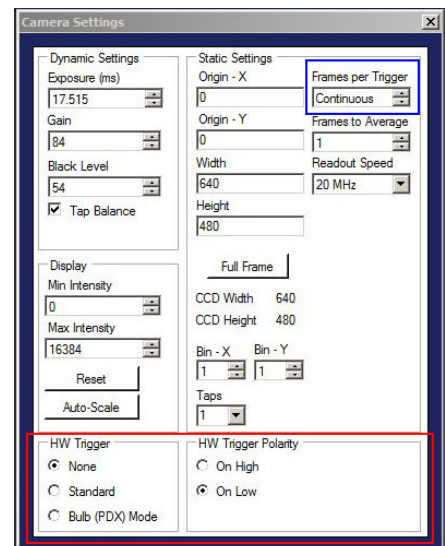 Camera Settings
Dynamic Settings
Exposure (ms)
17.515
Gain
84
Black Level
54
Tap Balance
Display
Min Intensity
0
Max Intensity
16384
Reset
Auto-Scale
Static Settings
Origin - X
0
Origin - Y
0
Width
640
Height
480
Frames per Trigger
Continuous
Frames to Average
1
Readout Speed
20 MHz
Full Frame
CCD Width 640
CCD Height 480
Bin - X Bin - Y
1 1
Taps
1
HW Trigger
None
Standard
Bulb (PDX) Mode
HW Trigger Polarity
On High
On Low